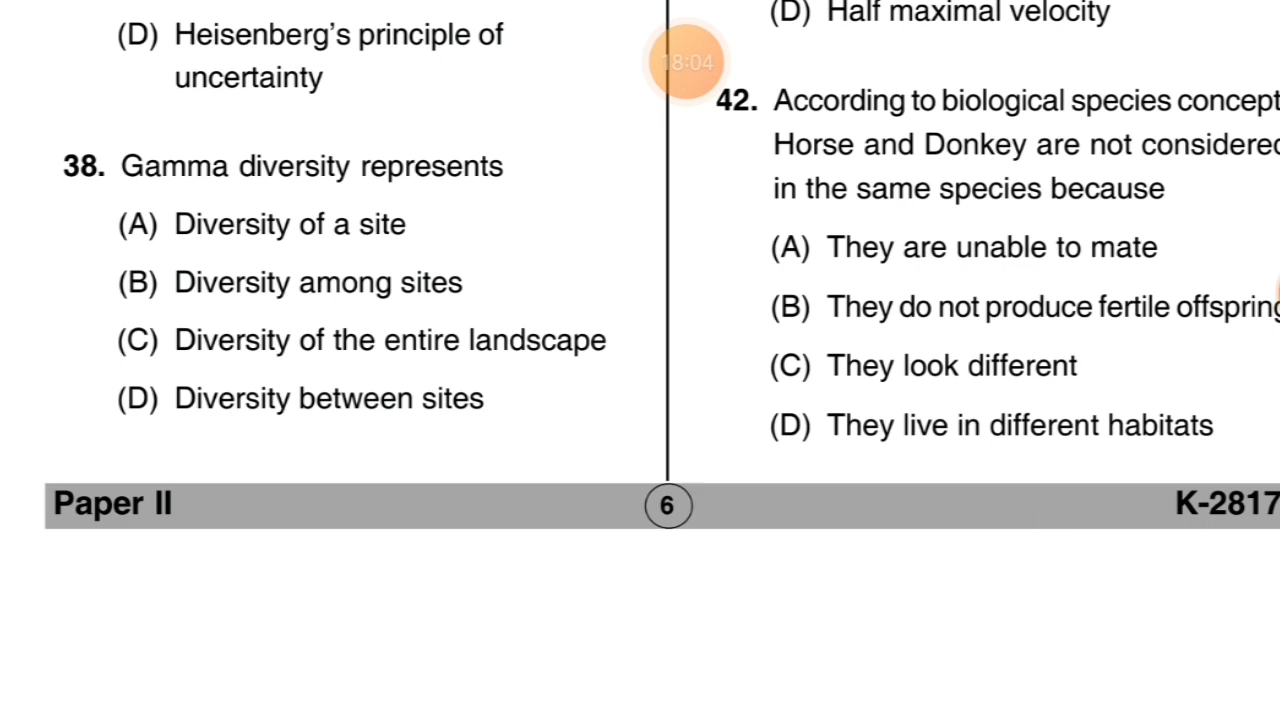 (D) Heisenberg's principle of
uncertainty
38. Gamma diversity represents
(A) Diversity of a site
(B) Diversity among sites
(C) Diversity of the entire landscape
(D) Diversity between sites
(D) Half maximal velocity
18:04
42. According to biological species concept
Horse and Donkey are not considered
in the same species because
(A) They are unable to mate
(B) They do not produce fertile offspring
(C) They look different
(D) They live in different habitats
Paper II 6 K-2817